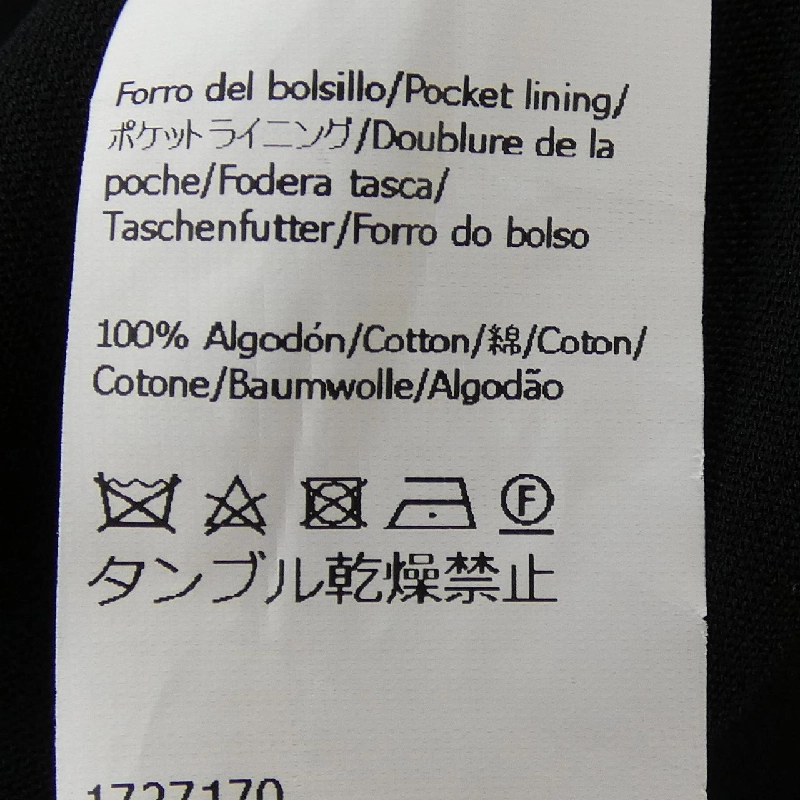 Forro del bolsillo/Pocket lining/
ポケットライニング/Doublure de la
poche/Fodera tasca/
Taschenfutter/Forro do bolso
100% Algodón/Cotton/綿/Coton/
Cotone/Baumwolle/Algodão
F
タンブル乾燥禁止
1727170